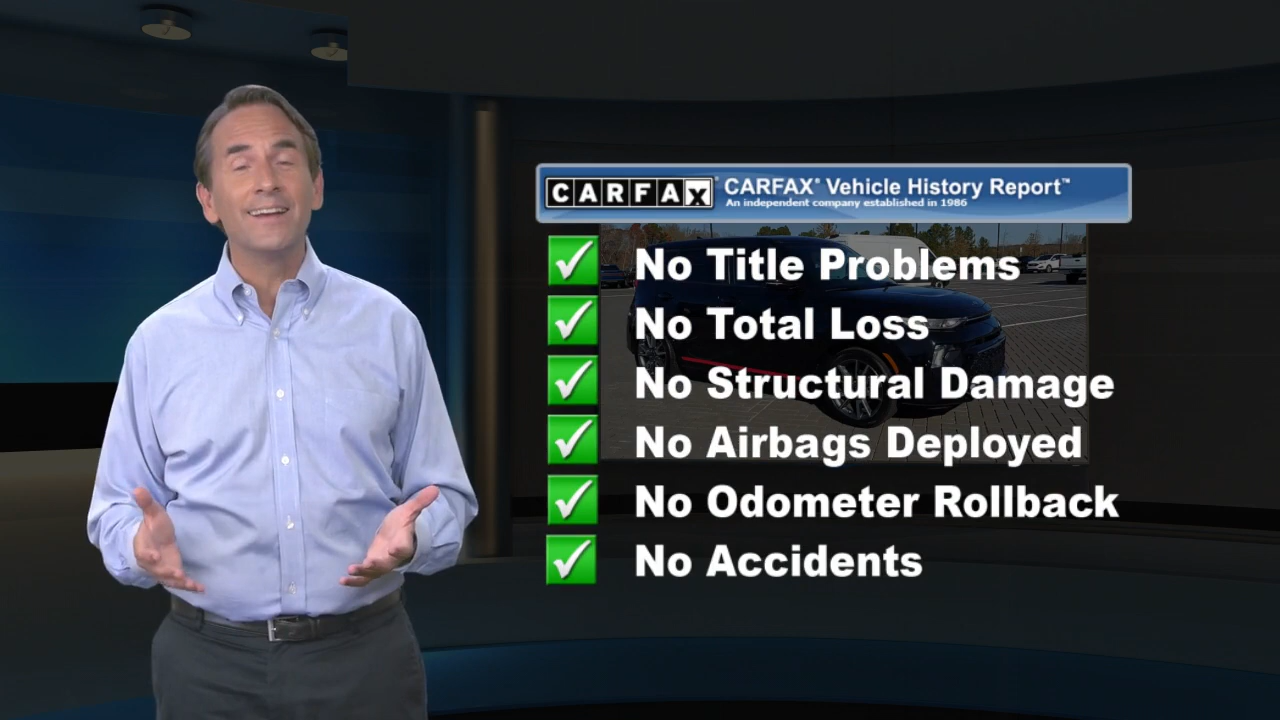 CARFAX CARFAX® Vehicle History Report™
An independent company established in 1986
No Title Problems
No Total Loss
No Structural Damage
No Airbags Deployed
No Odometer Rollback
No Accidents